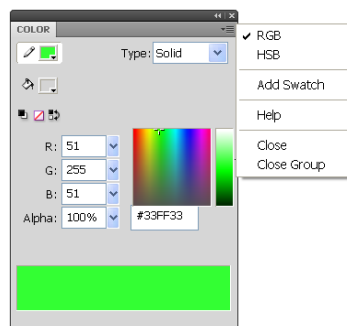 COLOR
Type: Solid
R: 51
G: 255
B: 51
Alpha: 100% #33FF33
RGB
HSB
Add Swatch
Help
Close
Close Group